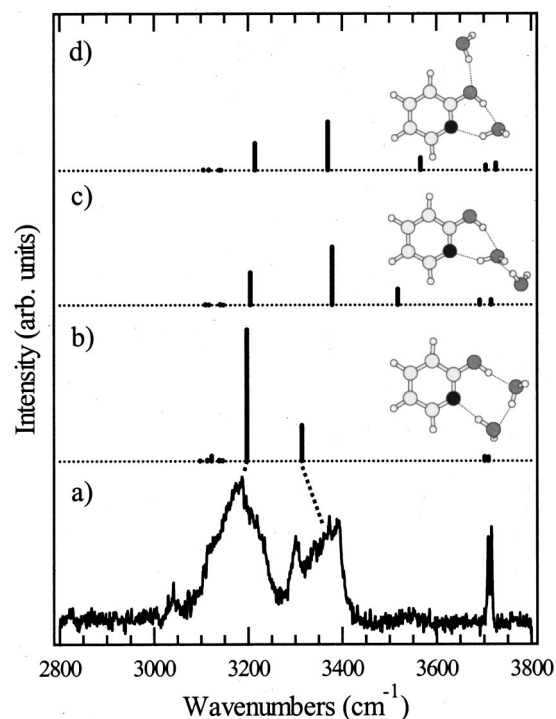 d)
c)
b)
a)
Intensity (arb. units)
2800 3000 3200 3400 3600 3800
Wavenumbers (cm⁻¹)